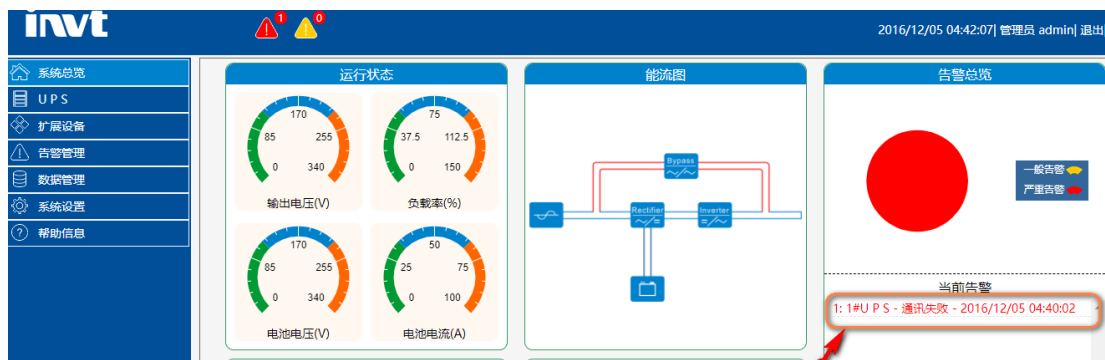 invt
1
0
2016/12/05 04:42:07| 管理员 admin| 退出
系统总览
U P S
扩展设备
告警管理
数据管理
系统设置
帮助信息
运行状态
170
85
255
0
340
输出电压(V)
75
37.5
112.5
0
150
负载率(%)
170
85
255
0
340
电池电压(V)
50
25
75
0
100
电池电流(A)
能流图
Bypass
Rectifier
Inverter
告警总览
一般告警
严重告警
当前告警
1: 1#U P S - 通讯失败 - 2016/12/05 04:40:02